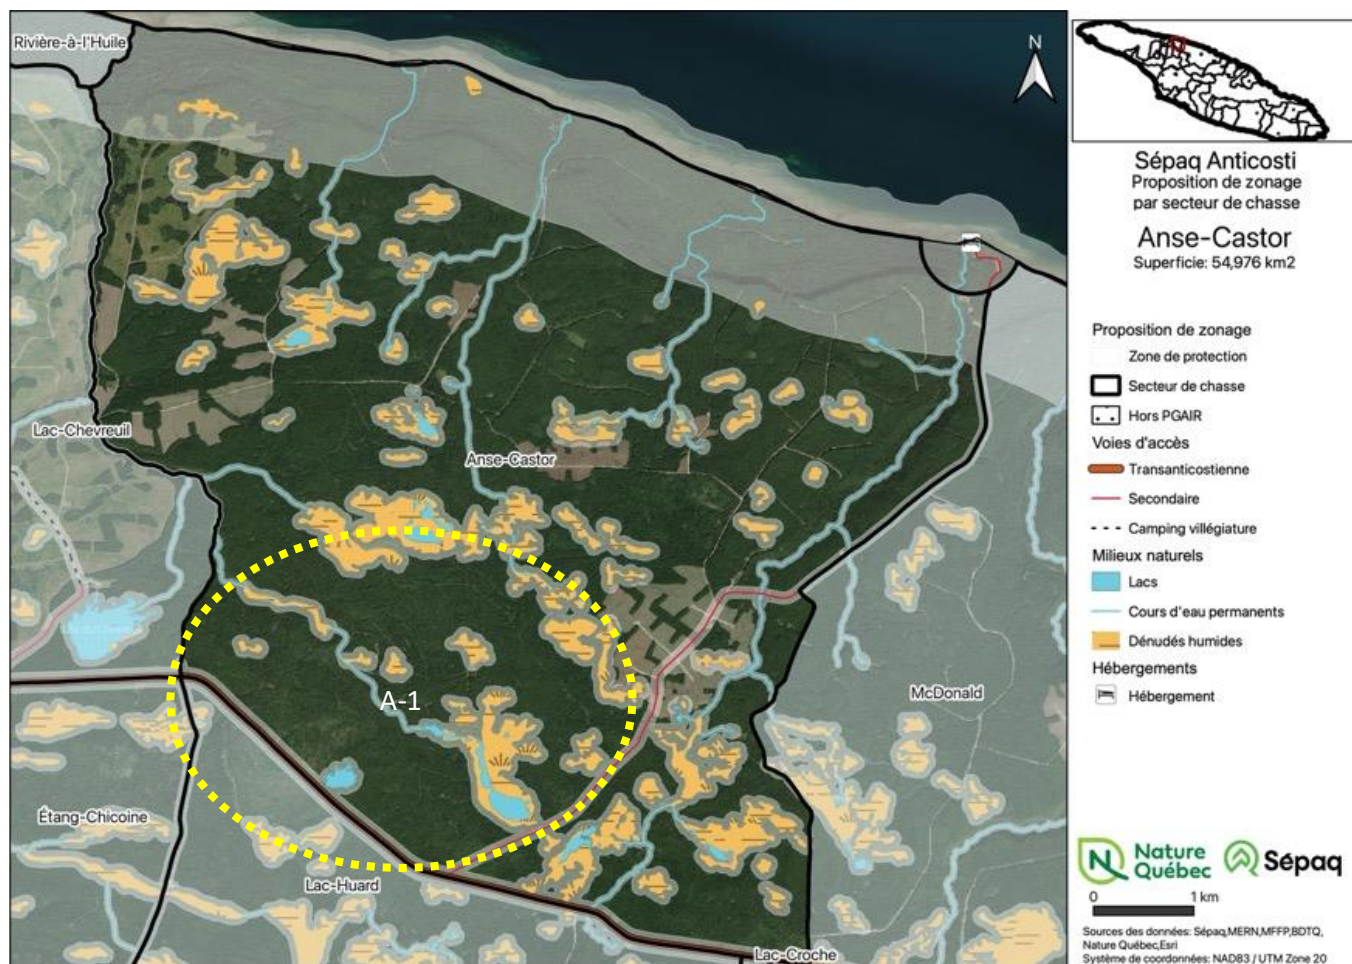 Rivière-à-l'Huile
N
Lac-Chevreuil
Anse-Castor
A-1
McDonald
Étang-Chicoine
Lac-Huard
Lac-Croche
Sépaq Anticosti
Proposition de zonage
par secteur de chasse
Anse-Castor
Superficie: 54,976 km2
Proposition de zonage
Zone de protection
Secteur de chasse
Hors PGAIR
Voies d'accès
Transanticostienne
Secondaire
Camping villégiature
Milieux naturels
Lacs
Cours d'eau permanents
Dénudés humides
Hébergements
Hébergement
N Nature
Québec
Sépaq
0 1 km
Sources des données: Sépaq,MERN,MFFP,BDTQ,
Nature Québec,Esri
Système de coordonnées: NAD83 / UTM Zone 20